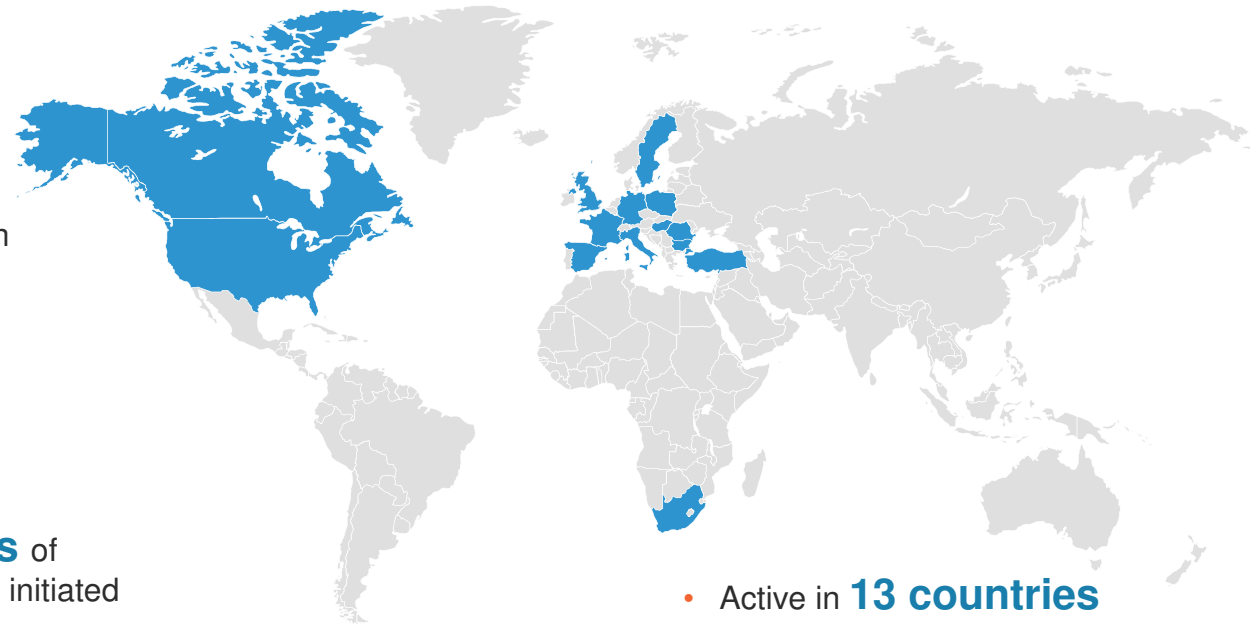 s of
initiated
• Active in 13 countries